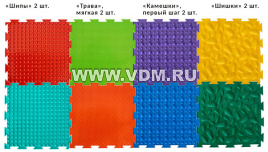 «Шипы» 2 шт.
«Трава»,
мягкая 2 шт.
«Камешки»,
первый шаг 2 шт.
«Шишки» 2 шт.
WWW.VDM.RU